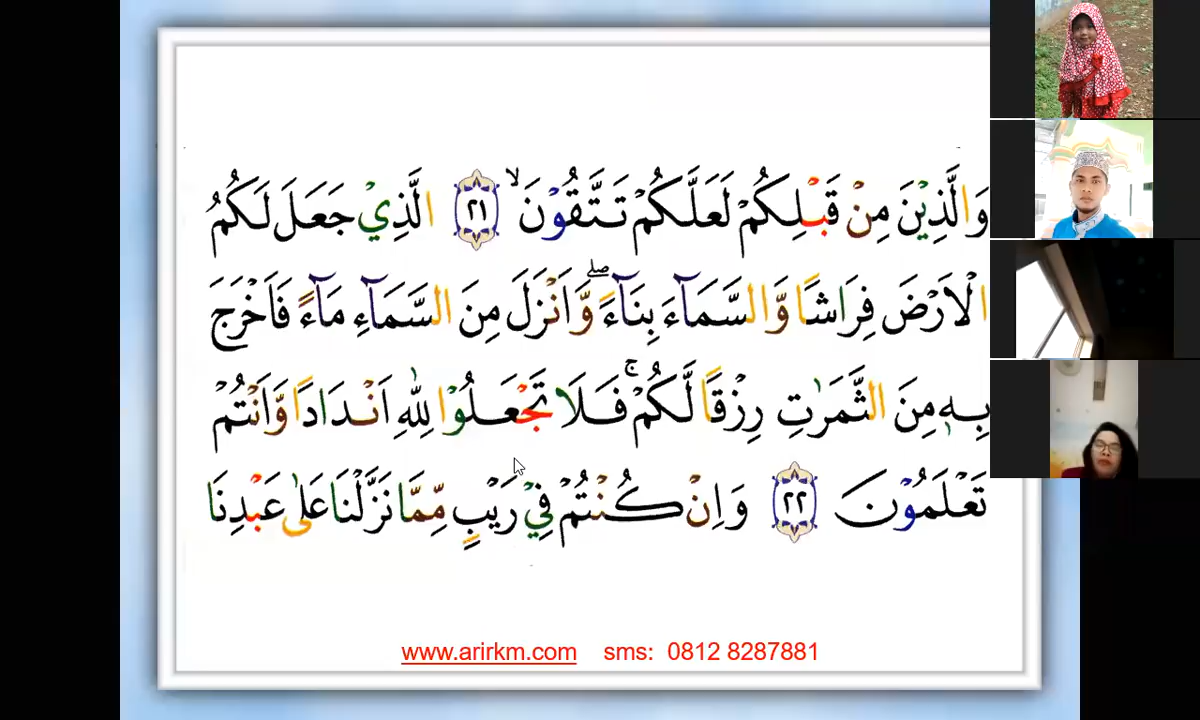 وَالَّذِيْنَ مِنْ قَبْلِكُمْ لَعَلَّكُمْ تَتَّقُوْنَۙ ٢١ الَّذِيْ جَعَلَ لَكُمُ
الْاَرْضَ فِرَاشًا وَّالسَّمَاۤءَ بِنَاۤءًۖ وَّاَنْزَلَ مِنَ السَّمَاۤءِ مَاۤءً فَاَخْرَجَ
بِهٖ مِنَ الثَّمَرٰتِ رِزْقًا لَّكُمْۚ فَلَا تَجْعَلُوْا لِلّٰهِ اَنْدَادًا وَّاَنْتُمْ
تَعْلَمُوْنَ ٢٢ وَاِنْ كُنْتُمْ فِيْ رَيْبٍ مِّمَّا نَزَّلْنَا عَلٰى عَبْدِنَا
www.arirkm.com sms: 0812 8287881